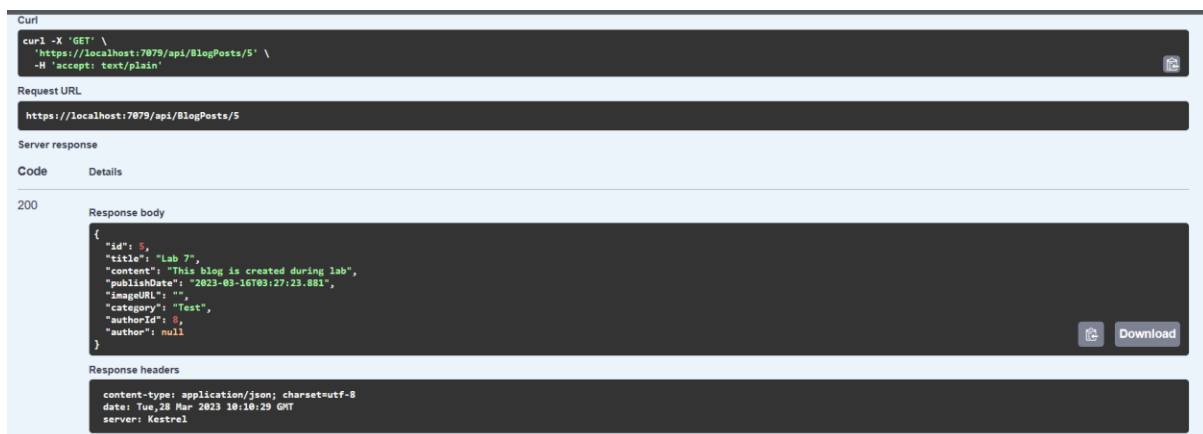 Curl
curl -X 'GET' \
  'https://localhost:7079/api/BlogPosts/5' \
  -H 'accept: text/plain'
Request URL
https://localhost:7079/api/BlogPosts/5
Server response
Code Details
200
Response body
{
  "id": 5,
  "title": "Lab 7",
  "content": "This blog is created during lab",
  "publishDate": "2023-03-16T03:27:23.881",
  "imageURL": "",
  "category": "Test",
  "authorId": 8,
  "author": null
}
Download
Response headers
content-type: application/json; charset=utf-8
date: Tue,28 Mar 2023 10:10:29 GMT
server: Kestrel